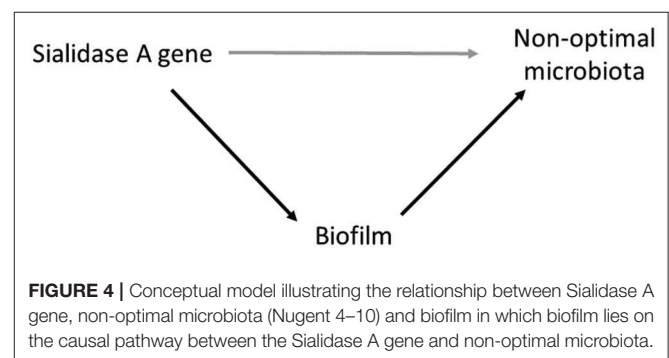 Sialidase A gene
Non-optimal
microbiota
Biofilm
FIGURE 4 | Conceptual model illustrating the relationship between Sialidase A
gene, non-optimal microbiota (Nugent 4–10) and biofilm in which biofilm lies on
the causal pathway between the Sialidase A gene and non-optimal microbiota.